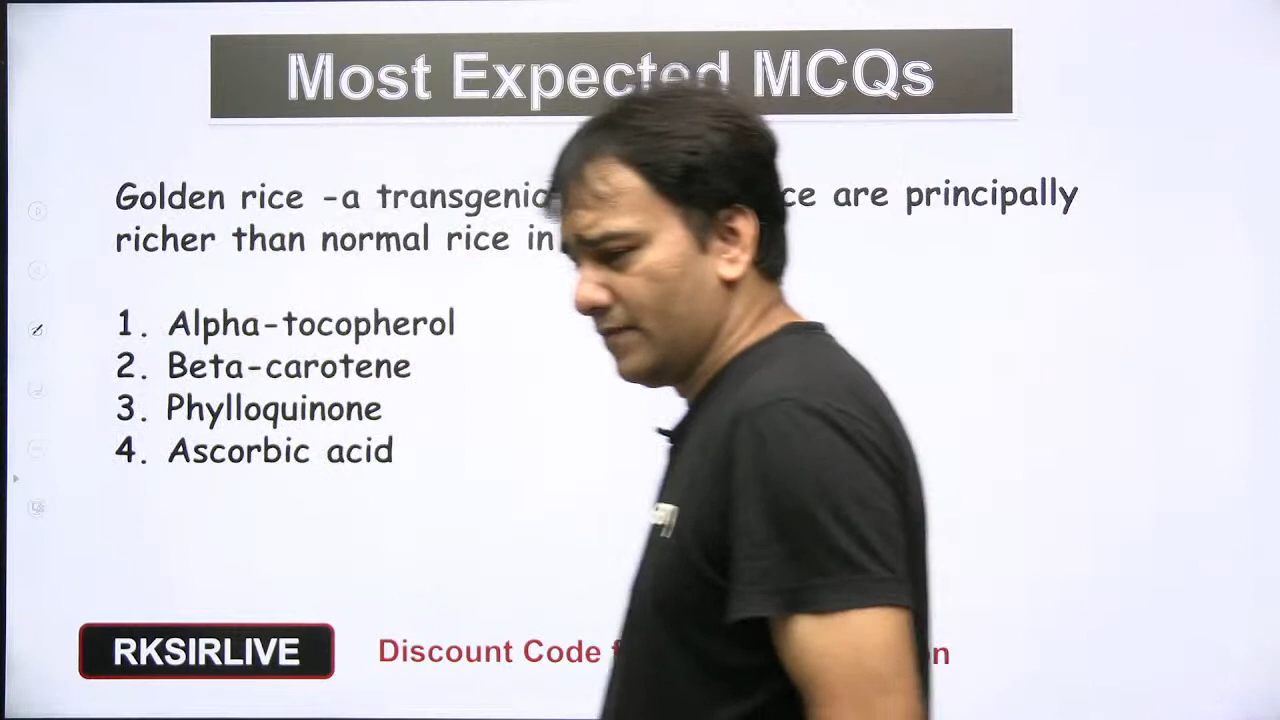 Most Expected MCQs
Golden rice -a transgenic ce are principally
richer than normal rice in
1. Alpha-tocopherol
2. Beta-carotene
3. Phylloquinone
4. Ascorbic acid
RKSIRLIVE Discount Code